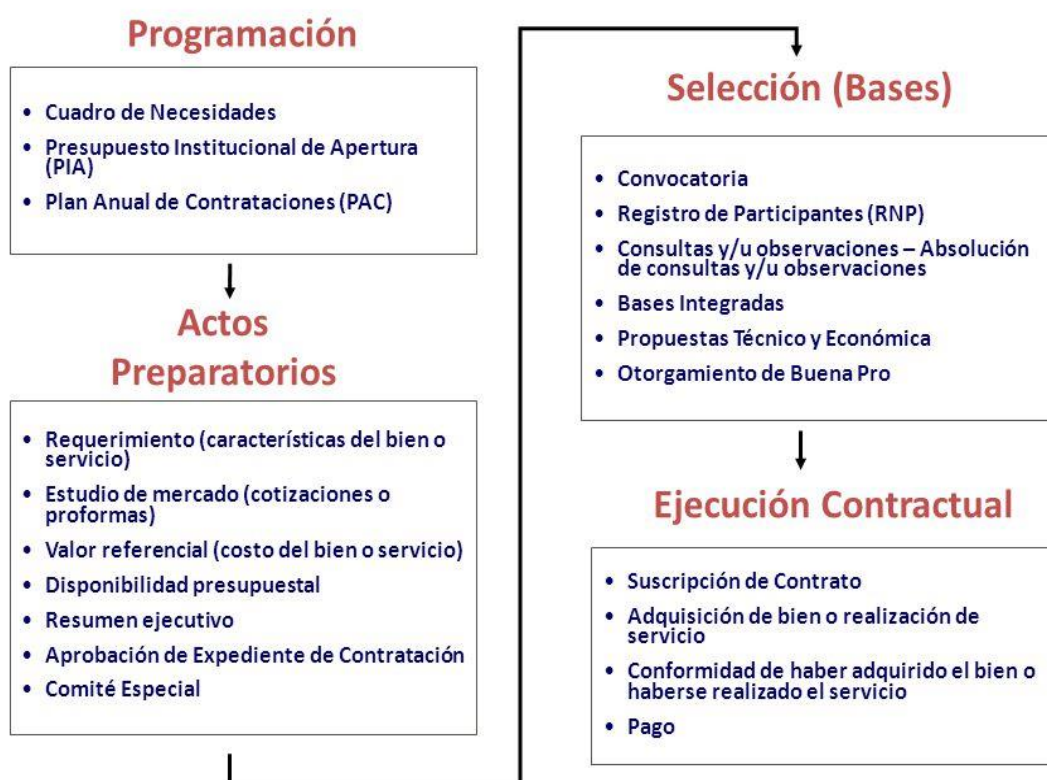 Programación
• Cuadro de Necesidades
• Presupuesto Institucional de Apertura
(PIA)
• Plan Anual de Contrataciones (PAC)
Actos
Preparatorios
• Requerimiento (características del bien o
servicio)
• Estudio de mercado (cotizaciones o
proformas)
• Valor referencial (costo del bien o servicio)
• Disponibilidad presupuestal
• Resumen ejecutivo
• Aprobación de Expediente de Contratación
• Comité Especial
Selección (Bases)
• Convocatoria
• Registro de Participantes (RNP)
• Consultas y/u observaciones – Absolución
de consultas y/u observaciones
• Bases Integradas
• Propuestas Técnico y Económica
• Otorgamiento de Buena Pro
Ejecución Contractual
• Suscripción de Contrato
• Adquisición de bien o realización de
servicio
• Conformidad de haber adquirido el bien o
haberse realizado el servicio
• Pago